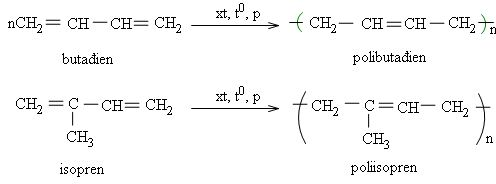 nCH₂=CH—CH=CH₂ xt, t⁰, p —( CH₂— CH=CH—CH₂ )—n
butađien polibutađien
CH₂=C—CH=CH₂ xt, t⁰, p —( CH₂—C=CH—CH₂ )—n
CH₃ CH₃
isopren poliisopren